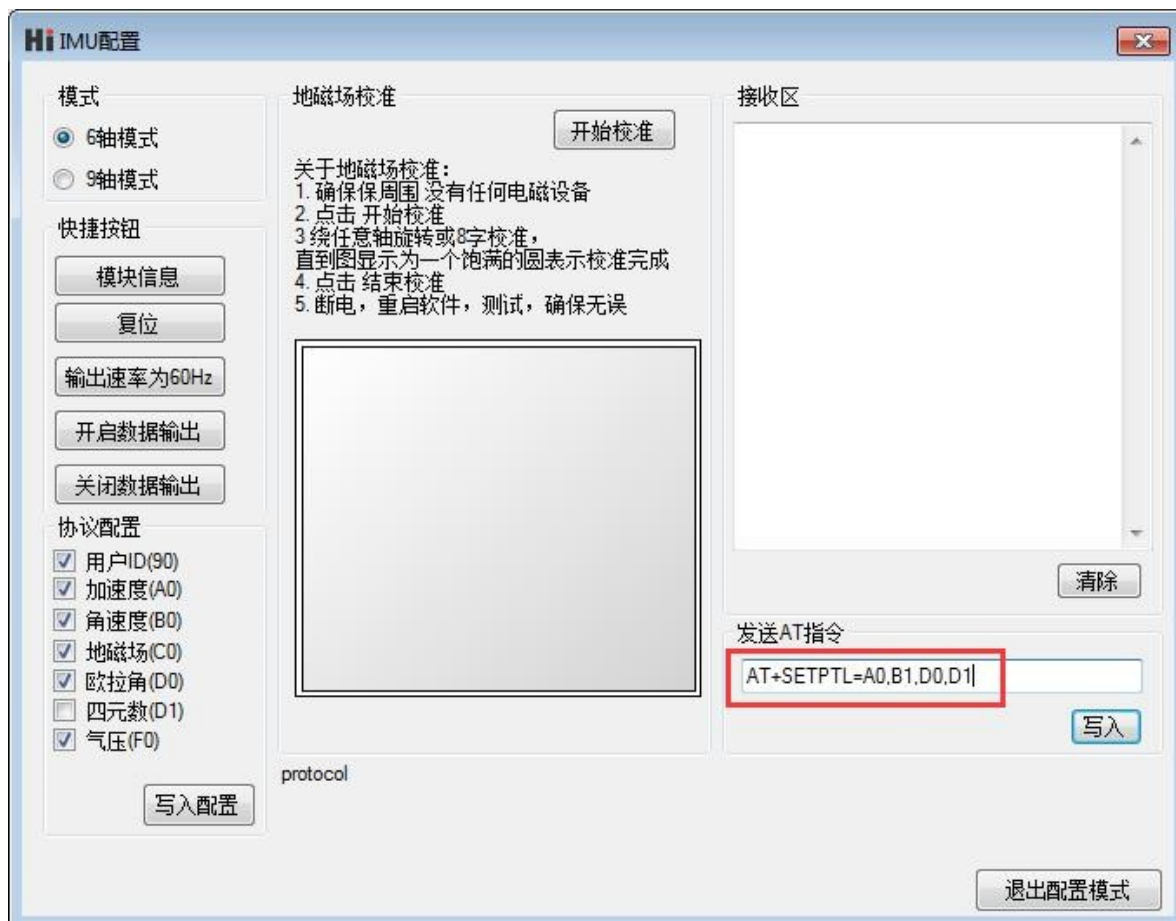 Hi IMU配置
模式
6轴模式
9轴模式
快捷按钮
模块信息
复位
输出速率为60Hz
开启数据输出
关闭数据输出
协议配置
用户ID(90)
加速度(A0)
角速度(B0)
地磁场(C0)
欧拉角(D0)
四元数(D1)
气压(F0)
写入配置
地磁场校准
开始校准
关于地磁场校准:
1. 确保保周围 没有任何电磁设备
2. 点击 开始校准
3 绕任意轴旋转或8字校准,
直到图显示为一个饱满的圆表示校准完成
4. 点击 结束校准
5. 断电，重启软件，测试，确保无误
protocol
接收区
清除
发送AT指令
AT+SETPTL=A0,B1,D0,D1
写入
退出配置模式